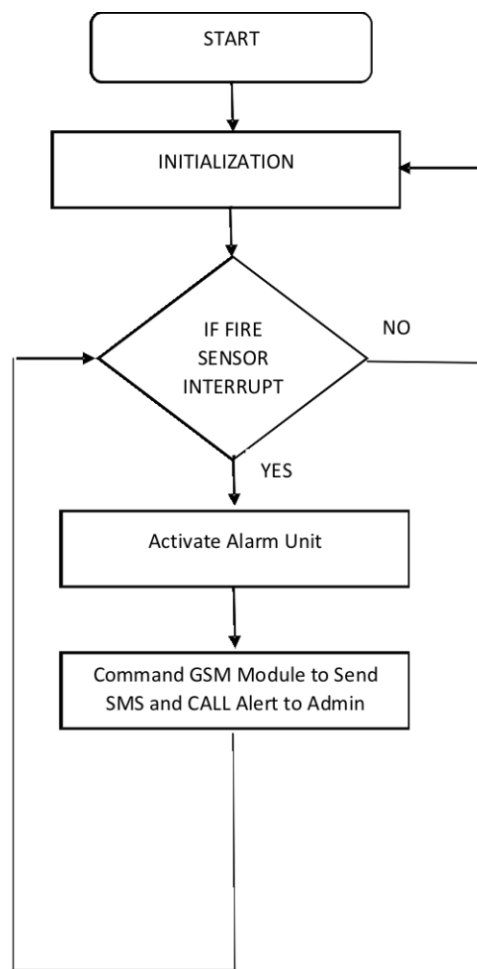 START
INITIALIZATION
IF FIRE
SENSOR
INTERRUPT
NO
YES
Activate Alarm Unit
Command GSM Module to Send
SMS and CALL Alert to Admin